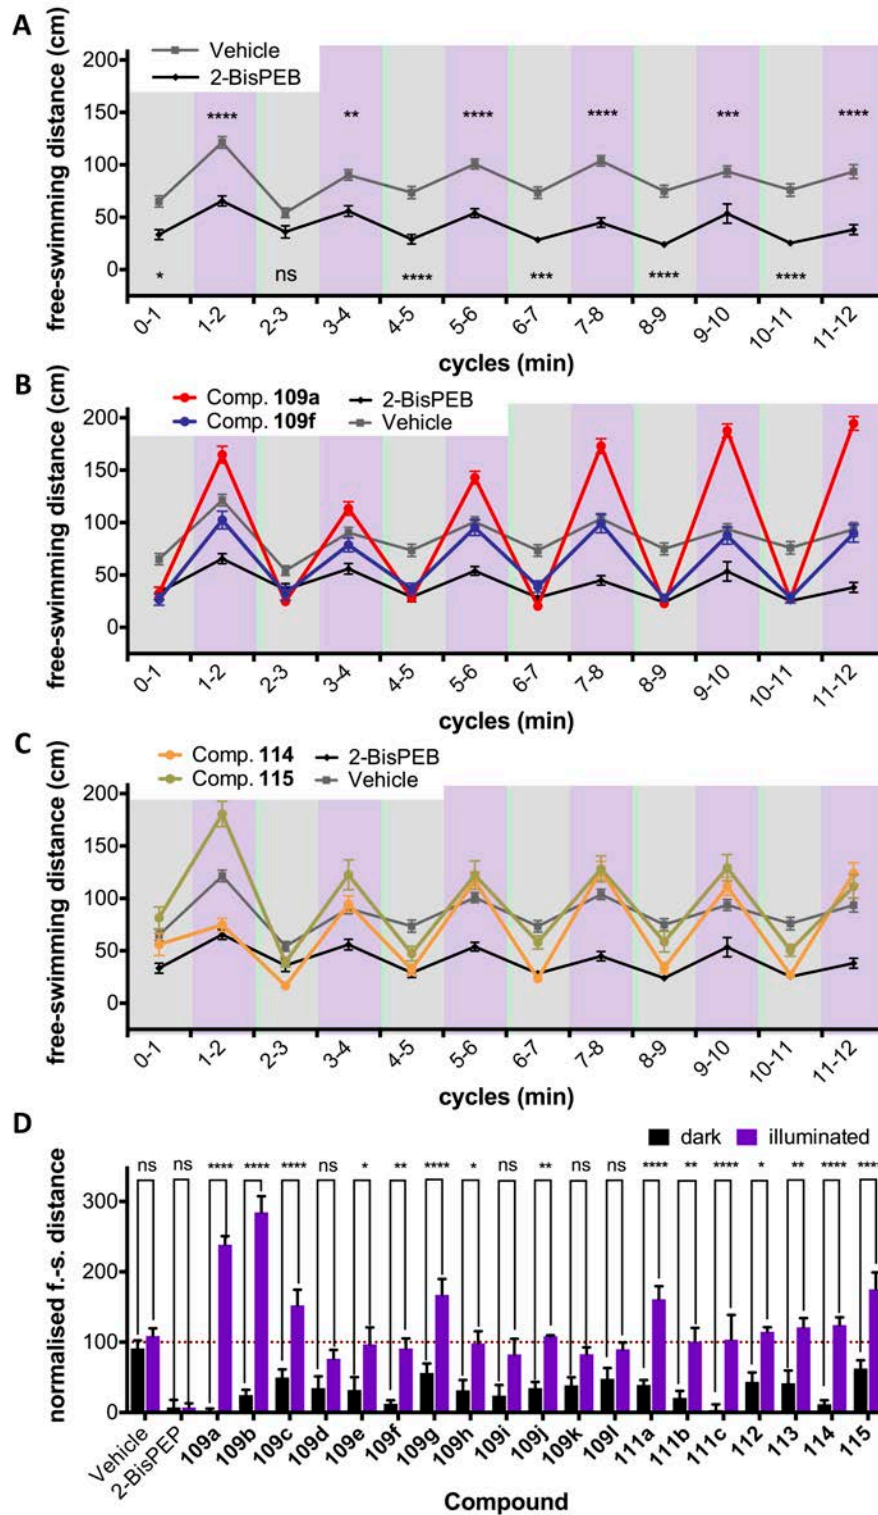 A
free-swimming distance (cm)
200
150
100
50
0
Vehicle
2-BisPEB
**** ** **** **** *** ****
* ns **** *** **** ****
0-1 1-2 2-3 3-4 4-5 5-6 6-7 7-8 8-9 9-10 10-11 11-12
cycles (min)
B
free-swimming distance (cm)
200
150
100
50
0
Comp. 109a 2-BisPEB
Comp. 109f Vehicle
0-1 1-2 2-3 3-4 4-5 5-6 6-7 7-8 8-9 9-10 10-11 11-12
C
free-swimming distance (cm)
200
150
100
50
0
Comp. 114 2-BisPEB
Comp. 115 Vehicle
0-1 1-2 2-3 3-4 4-5 5-6 6-7 7-8 8-9 9-10 10-11 11-12
cycles (min)
D
dark illuminated
normalised f.-s. distance
300
200
100
0
ns ns **** **** **** ns * ** **** * ns ** ns ns **** ** **** * ** **** ****
Vehicle 2-BisPEP 109a 109b 109c 109d 109e 109f 109g 109h 109i 109j 109k 109l 111a 111b 111c 112 113 114 115
Compound